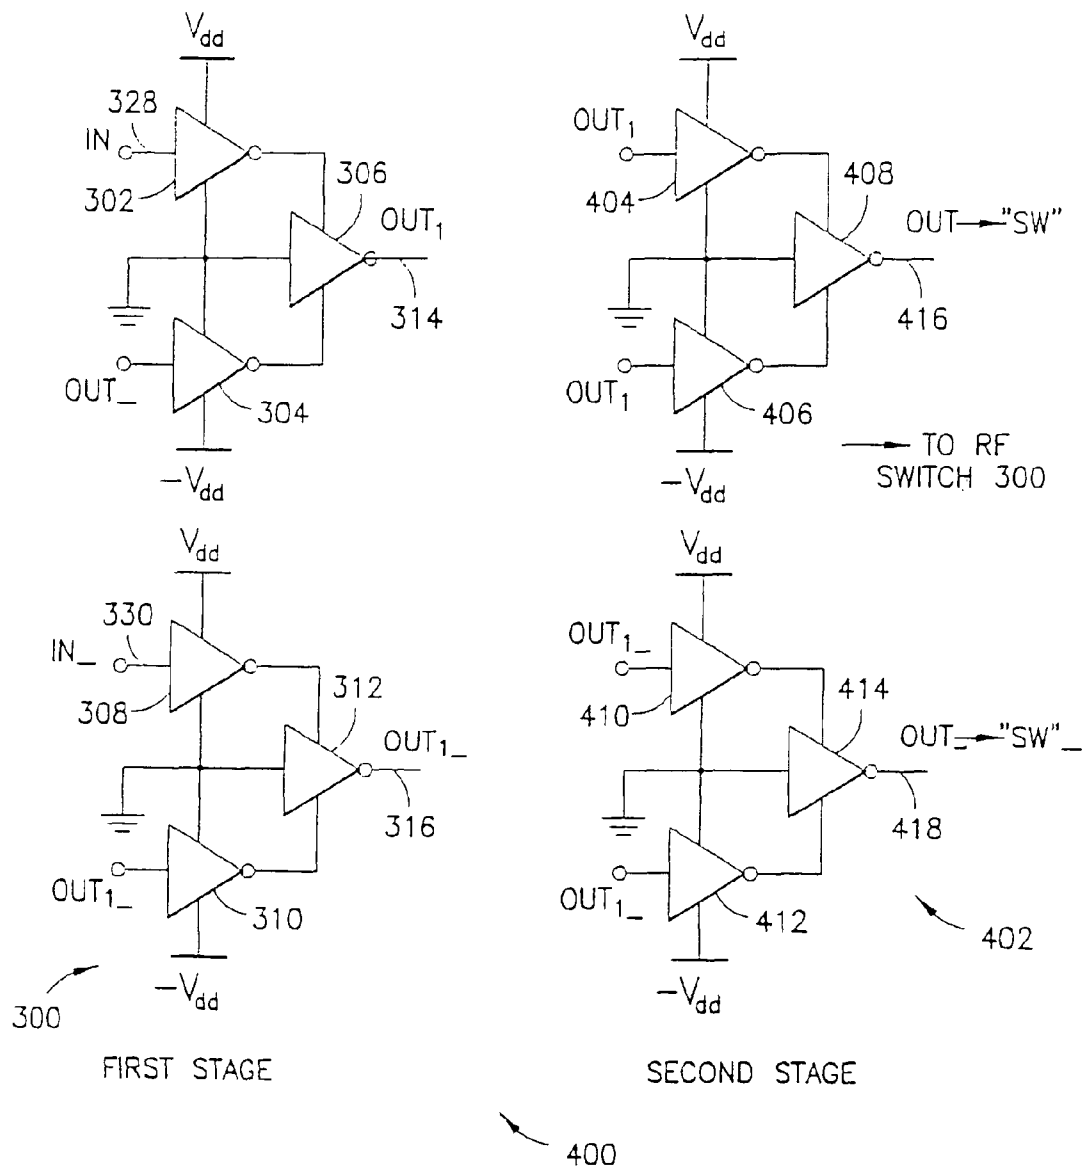 Vdd
328
IN
302
306
OUT1
314
OUT_
304
-Vdd
Vdd
OUT1
404
408
OUT "SW"
416
OUT1
406
-Vdd
TO RF
SWITCH 300
Vdd
330
IN_
308
312
OUT1_
316
OUT1_
310
-Vdd
300
FIRST STAGE
Vdd
OUT1_
410
414
OUT_ "SW"_
418
OUT1_
412
-Vdd
402
SECOND STAGE
400